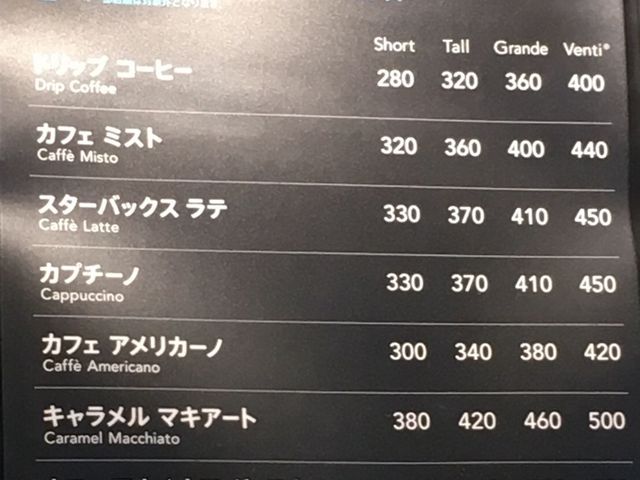 Short Tall Grande Venti®
ドリップ コーヒー
Drip Coffee
280 320 360 400
カフェ ミスト
Caffè Misto
320 360 400 440
スターバックス ラテ
Caffè Latte
330 370 410 450
カプチーノ
Cappuccino
330 370 410 450
カフェ アメリカーノ
Caffè Americano
300 340 380 420
キャラメル マキアート
Caramel Macchiato
380 420 460 500